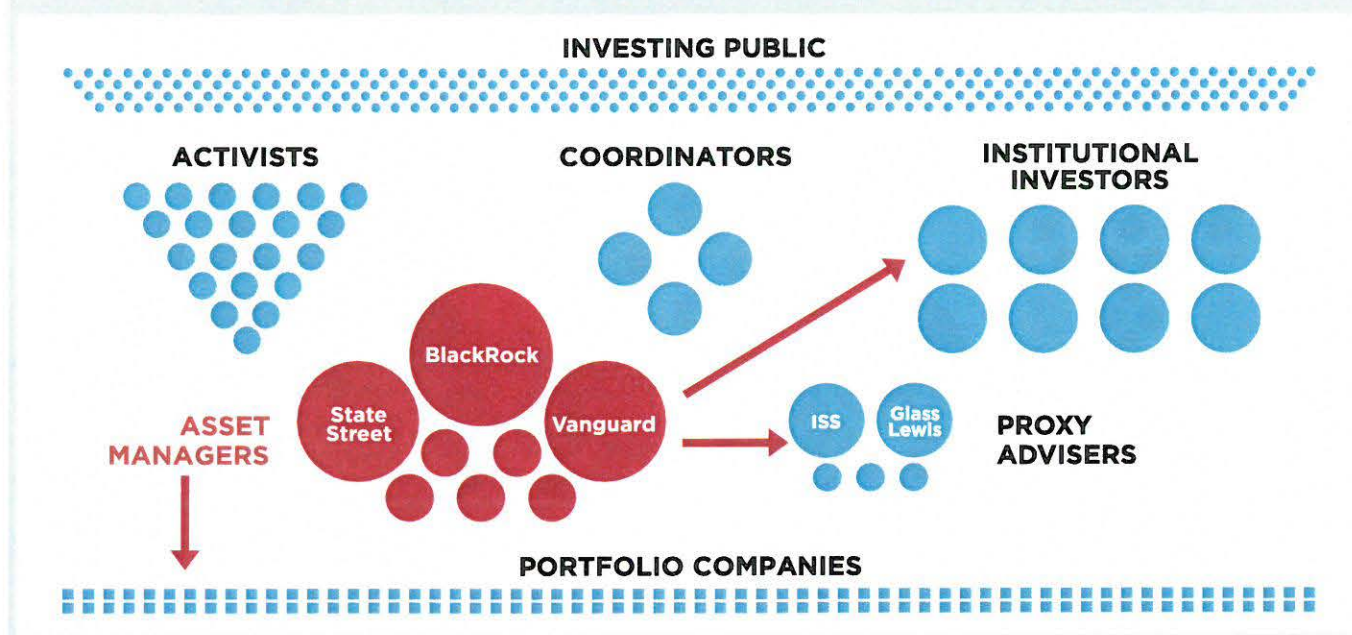 INVESTING PUBLIC
ACTIVISTS
COORDINATORS
INSTITUTIONAL
INVESTORS
BlackRock
State
Street
Vanguard
ASSET
MANAGERS
ISS
Glass
Lewis
PROXY
ADVISERS
PORTFOLIO COMPANIES